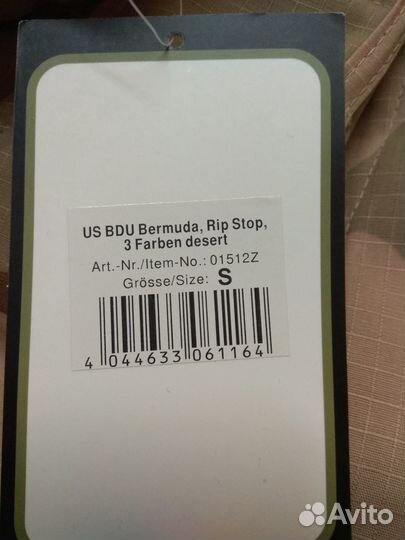 US BDU Bermuda, Rip Stop,
3 Farben desert
Art.-Nr./Item-No.: 01512Z
Grösse/Size: S
4 044633 061164
Avito